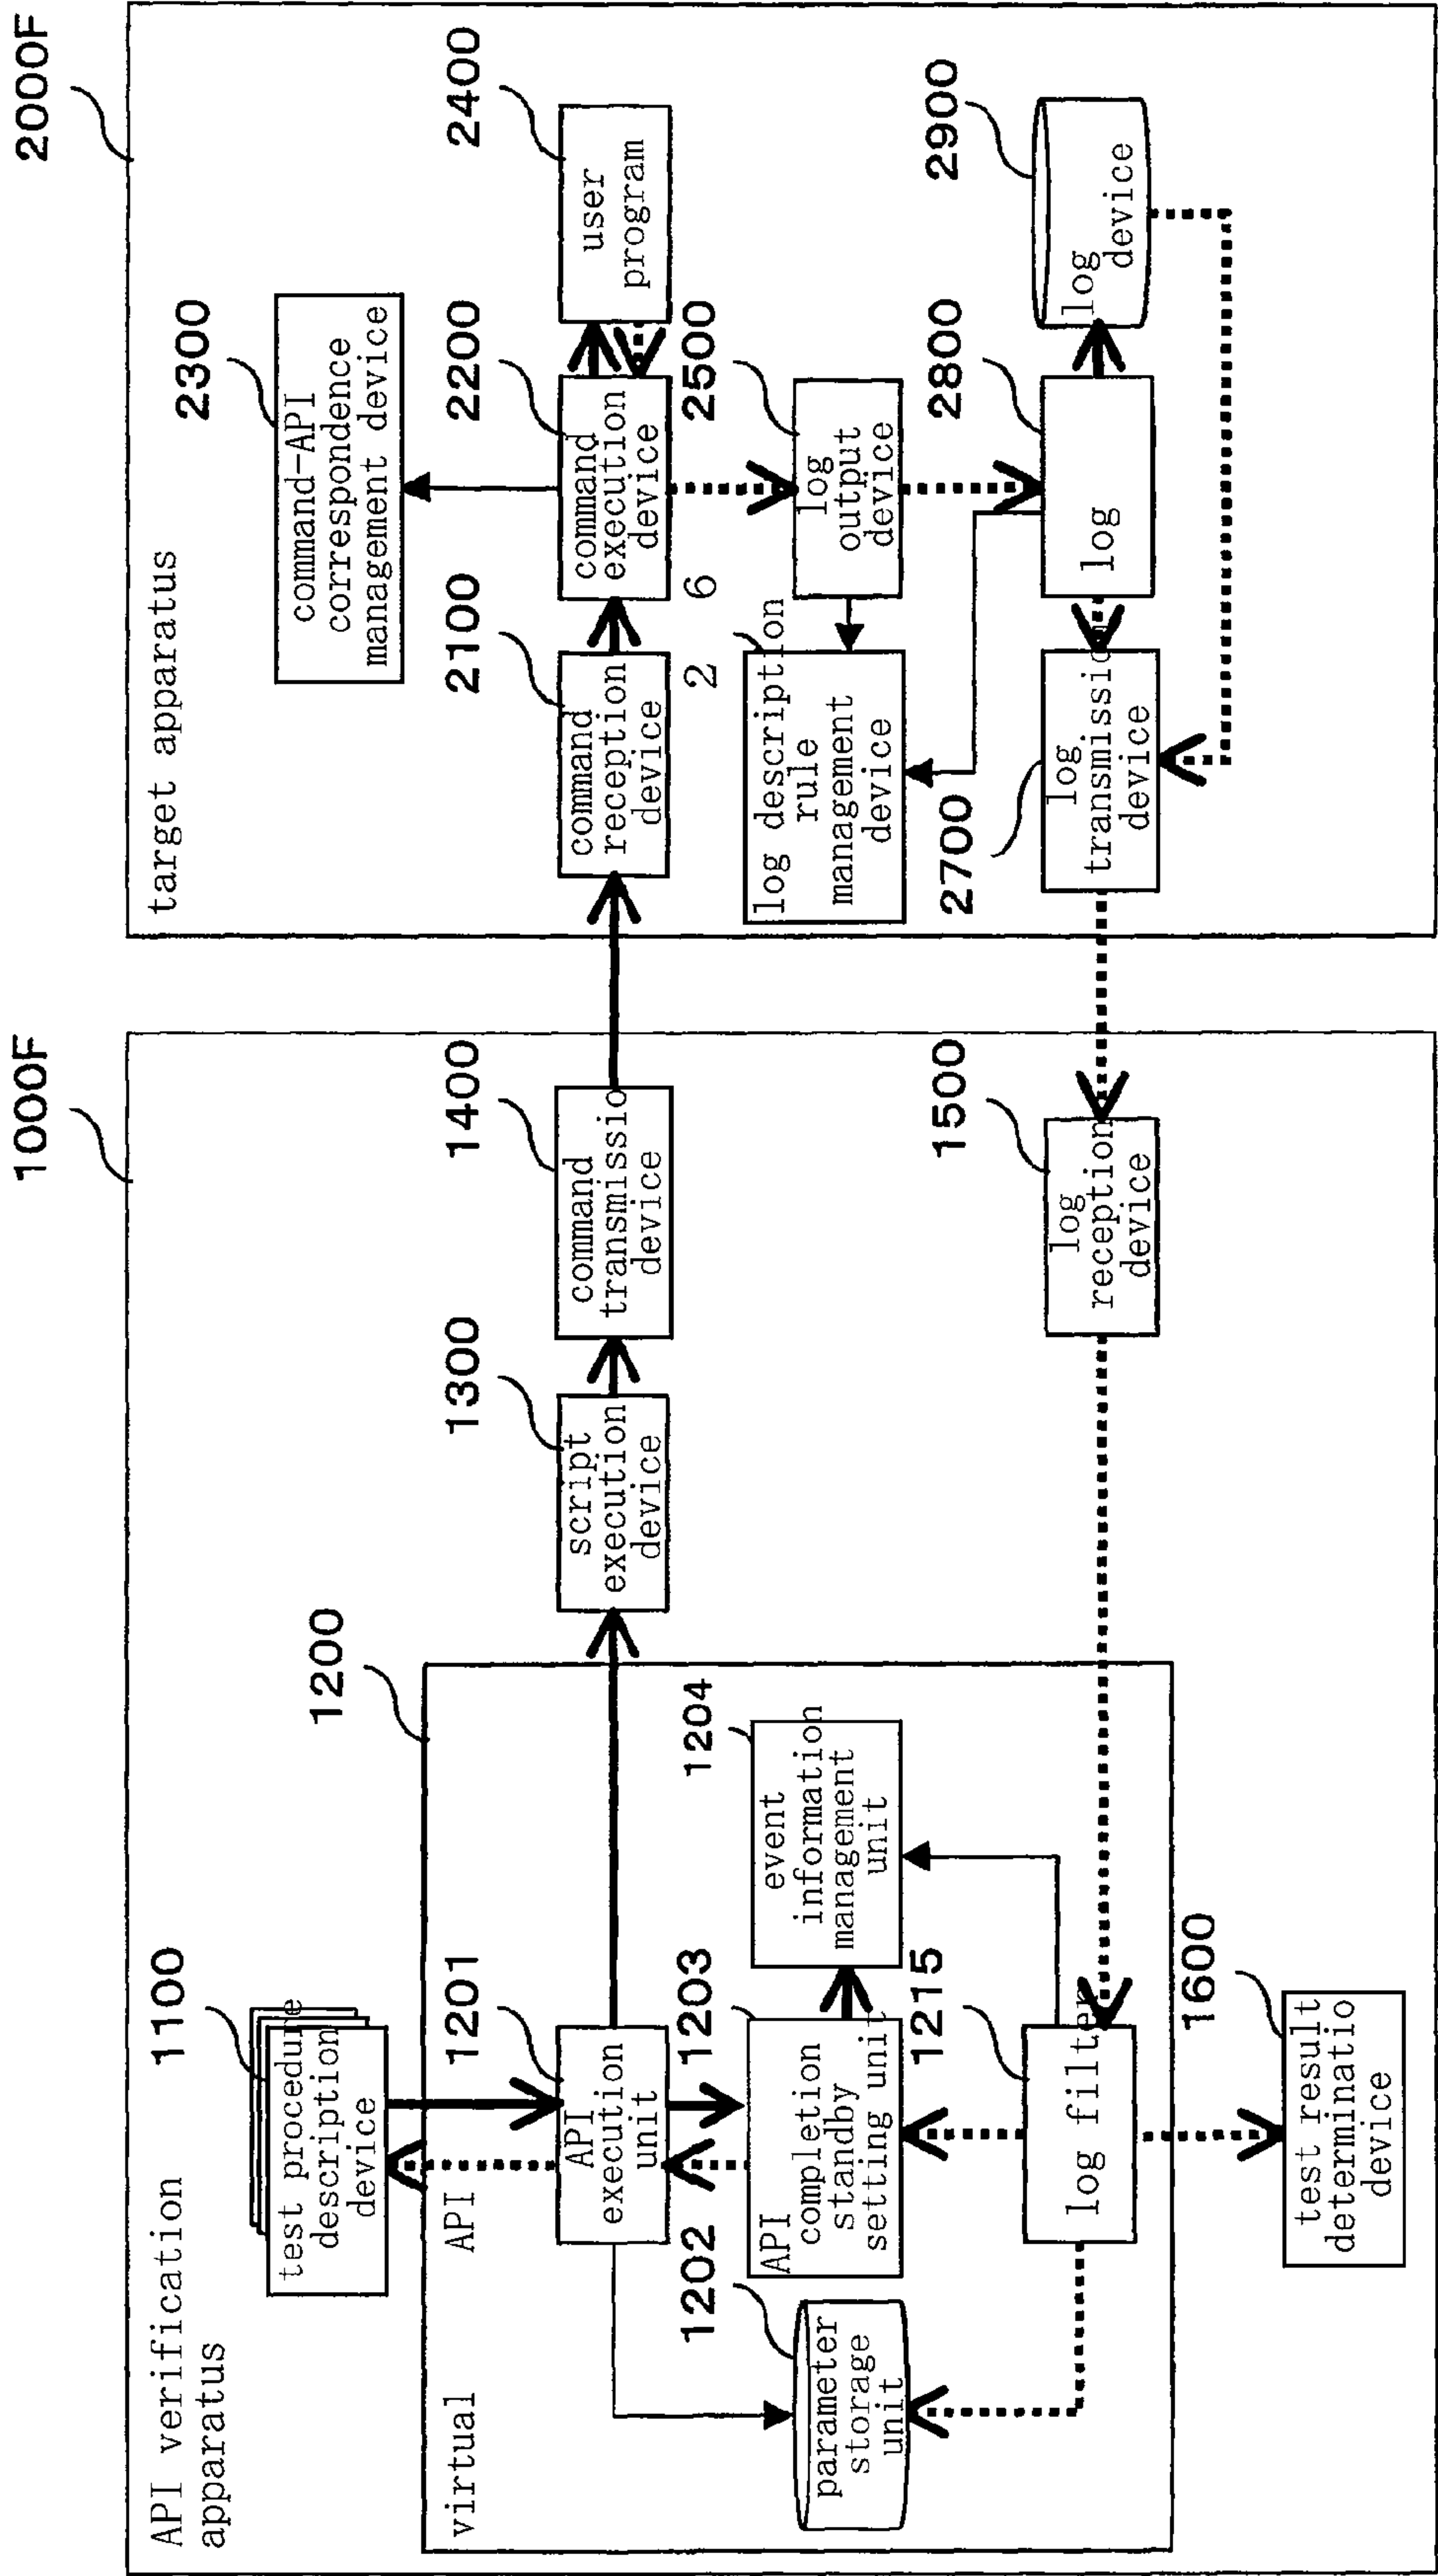 API verification
apparatus
1000F
1100
test procedure
description
device
1200
virtual
API
1201
API
execution
unit
1202
parameter
storage
unit
1203
API
completion
standby
setting unit
1204
event
information
management
unit
1215
log filter
1600
test result
determinatio
device
1300
script
execution
device
1400
command
transmissio
device
1500
log
reception
device
target apparatus
2000F
2100
command
reception
device
2200
command
execution
device
2300
command-API
correspondence
management device
2400
user
program
2500
log
output
device
2 6
log description
rule
management
device
2700
log
transmission
device
2800
log
2900
log
device